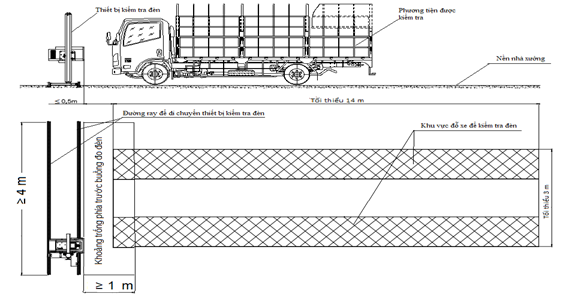 Thiết bị kiểm tra đèn
Phương tiện được
kiểm tra
Nền nhà xưởng
≤ 0,5m
Tối thiểu 14 m
Đường ray để di chuyển thiết bị kiểm tra đèn
Khu vực đỗ xe để kiểm tra đèn
≥ 4 m
Khoảng trống phía trước buồng đo đèn
Tối thiểu 3 m
≥ 1 m